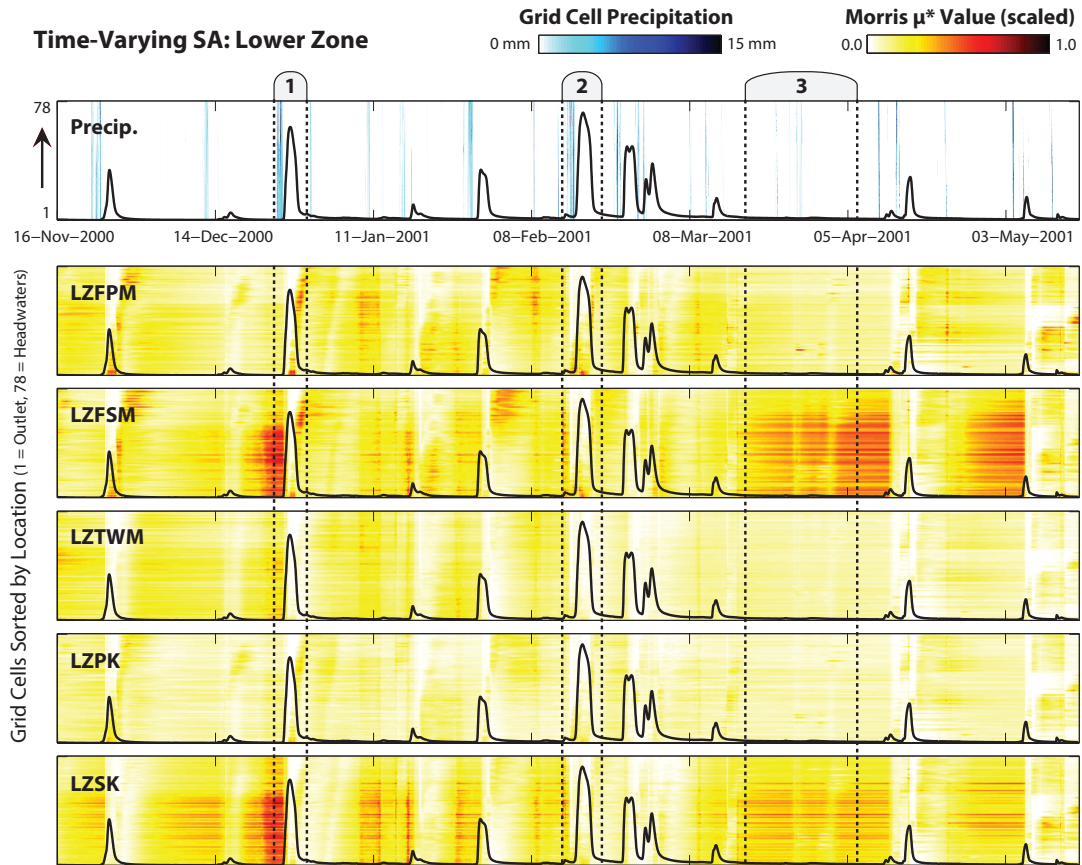 Time-Varying SA: Lower Zone
Grid Cell Precipitation
0 mm 15 mm
Morris μ* Value (scaled)
0.0 1.0
1 2 3
78
Precip.
1
16–Nov–2000 14–Dec–2000 11–Jan–2001 08–Feb–2001 08–Mar–2001 05–Apr–2001 03–May–2001
Grid Cells Sorted by Location (1 = Outlet, 78 = Headwaters)
LZFPM
LZFSM
LZTWM
LZPK
LZSK